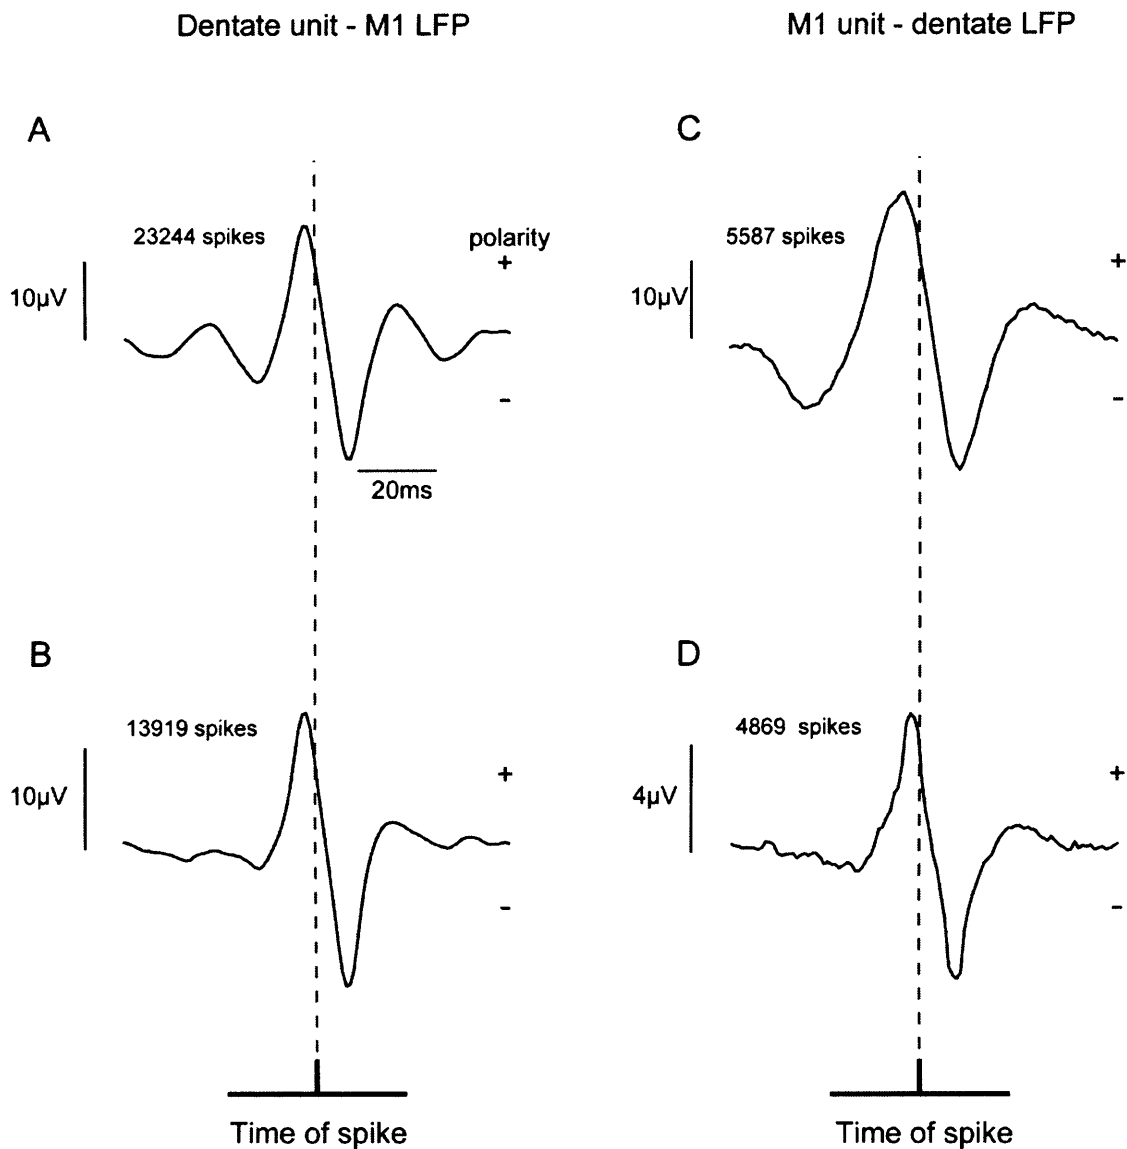 Dentate unit - M1 LFP
M1 unit - dentate LFP
A
23244 spikes
polarity
+
10µV
-
20ms
C
5587 spikes
+
10µV
-
B
13919 spikes
+
10µV
-
D
4869 spikes
+
4µV
-
Time of spike
Time of spike